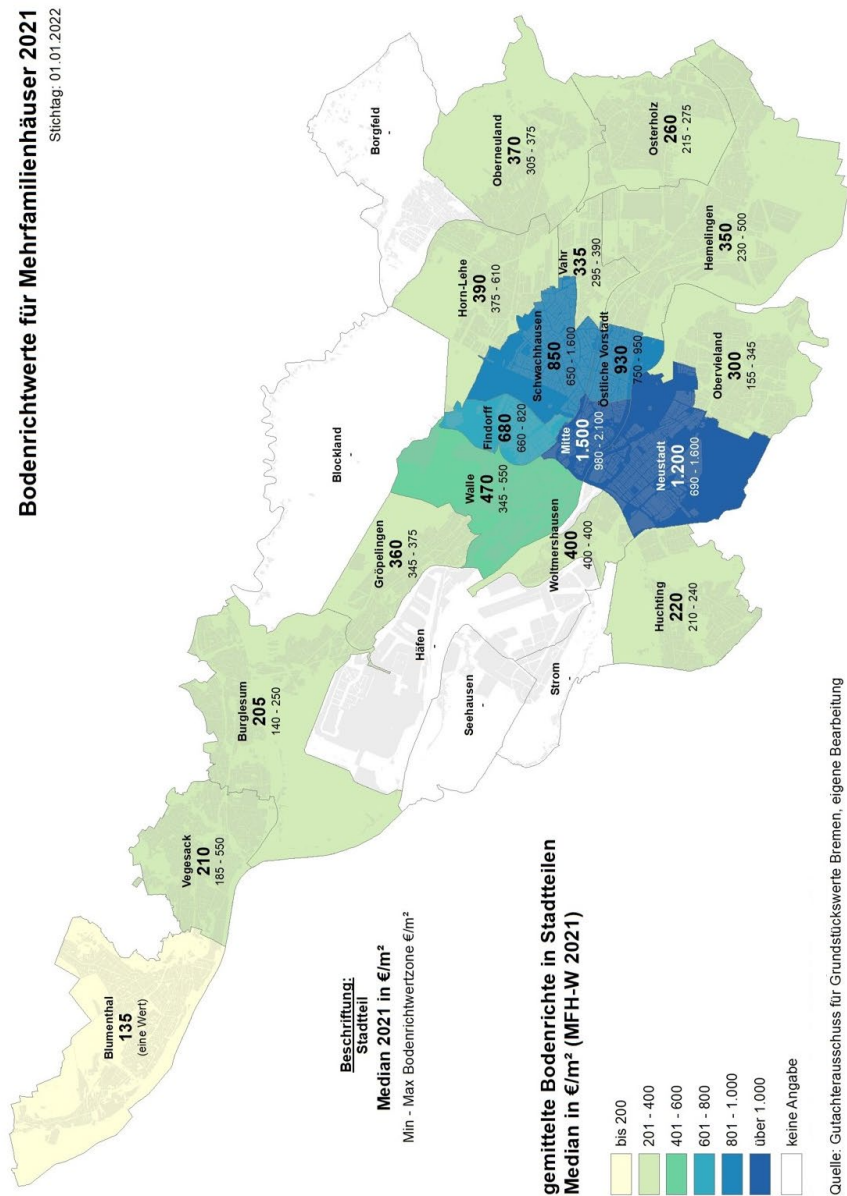 Bodenrichtwerte für Mehrfamilienhäuser 2021
Stichtag: 01.01.2022
Blumenthal
135
(eine Wert)
Vegesack
210
185 - 550
Burglesum
205
140 - 250
Blockland
-
Borgfeld
-
Gröpelingen
360
345 - 375
Häfen
-
Seehausen
-
Strom
-
Walle
470
345 - 550
Findorff
680
660 - 820
Horn-Lehe
390
375 - 610
Oberneuland
370
305 - 375
Schwachhausen
850
650 - 1.600
Vahr
335
295 - 390
Osterholz
260
215 - 275
Woltmershausen
400
400 - 400
Mitte
1.500
980 - 2.100
Östliche Vorstadt
930
750 - 950
Hemelingen
350
230 - 500
Huchting
220
210 - 240
Neustadt
1.200
690 - 1.600
Obervieland
300
155 - 345
Beschriftung:
Stadtteil
Median 2021 in €/m²
Min - Max Bodenrichtwertzone €/m²
gemittelte Bodenrichte in Stadtteilen
Median in €/m² (MFH-W 2021)
bis 200
201 - 400
401 - 600
601 - 800
801 - 1.000
über 1.000
keine Angabe
Quelle: Gutachterausschuss für Grundstückswerte Bremen, eigene Bearbeitung